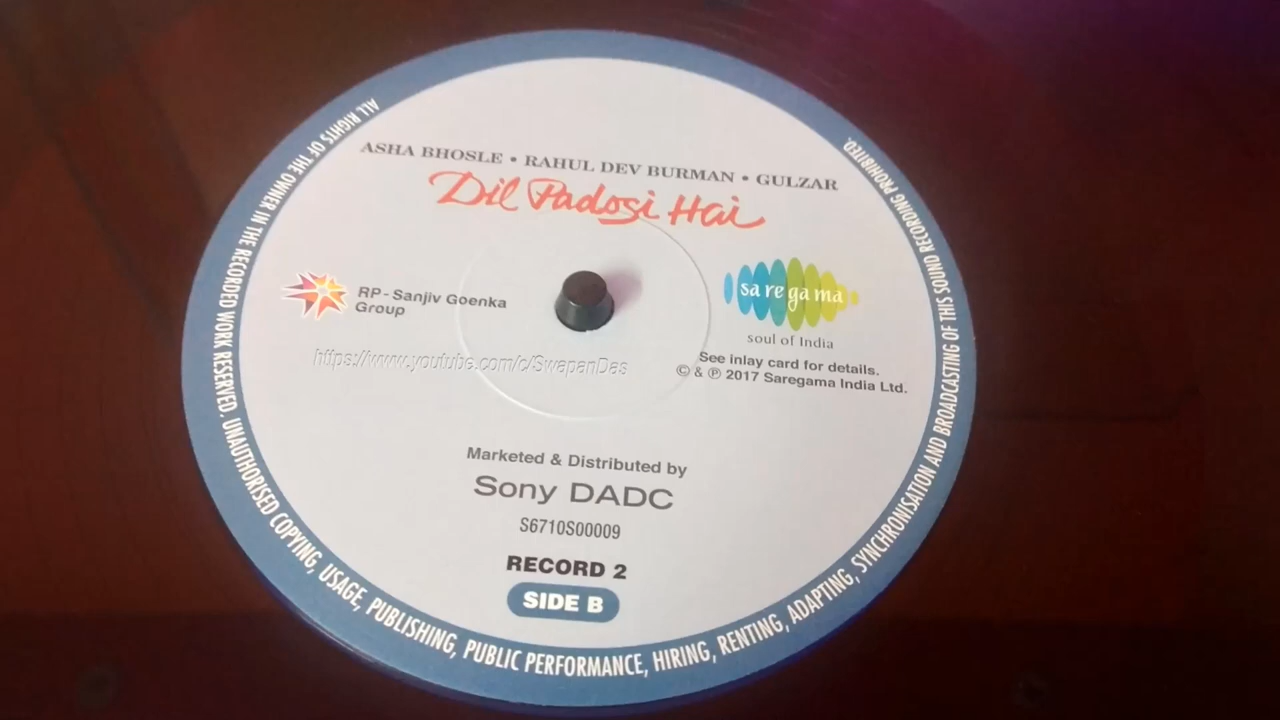 ASHA BHOSLE • RAHUL DEV BURMAN • GULZAR
Dil Padosi Hai
RP-Sanjiv Goenka
Group
sa re ga ma
soul of India
https://www.youtube.com/c/SwapanDas
See inlay card for details.
© & ℗ 2017 Saregama India Ltd.
Marketed & Distributed by
Sony DADC
S6710S00009
RECORD 2
SIDE B
ALL RIGHTS OF THE OWNER IN THE RECORDED WORK RESERVED. UNAUTHORISED COPYING, USAGE, PUBLISHING, PUBLIC PERFORMANCE, HIRING, RENTING, ADAPTING, SYNCHRONISATION AND BROADCASTING OF THIS SOUND RECORDING PROHIBITED.